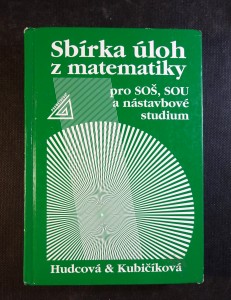 Sbírka úloh
z matematiky
pro SOŠ, SOU
a nástavbové
studium
Hudcová & Kubičíková